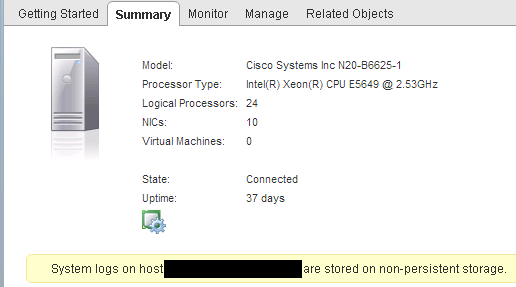 Getting Started Summary Monitor Manage Related Objects
Model: Cisco Systems Inc N20-B6625-1
Processor Type: Intel(R) Xeon(R) CPU E5649 @ 2.53GHz
Logical Processors: 24
NICs: 10
Virtual Machines: 0
State: Connected
Uptime: 37 days
System logs on host are stored on non-persistent storage.